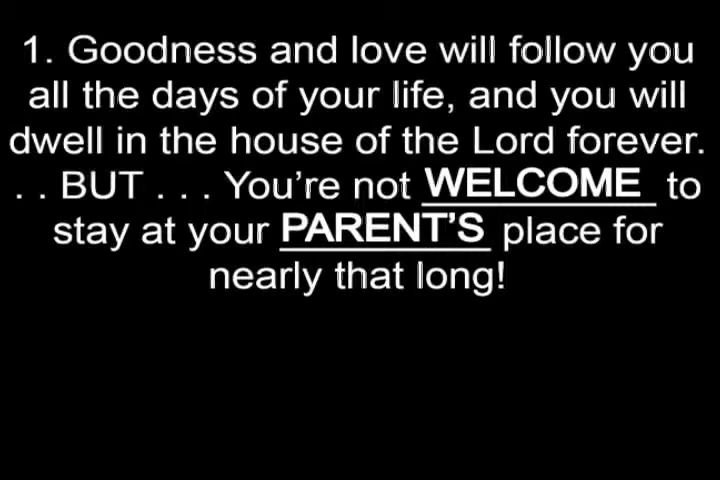 1. Goodness and love will follow you
all the days of your life, and you will
dwell in the house of the Lord forever.
. . BUT . . . You’re not WELCOME to
stay at your PARENT’S place for
nearly that long!